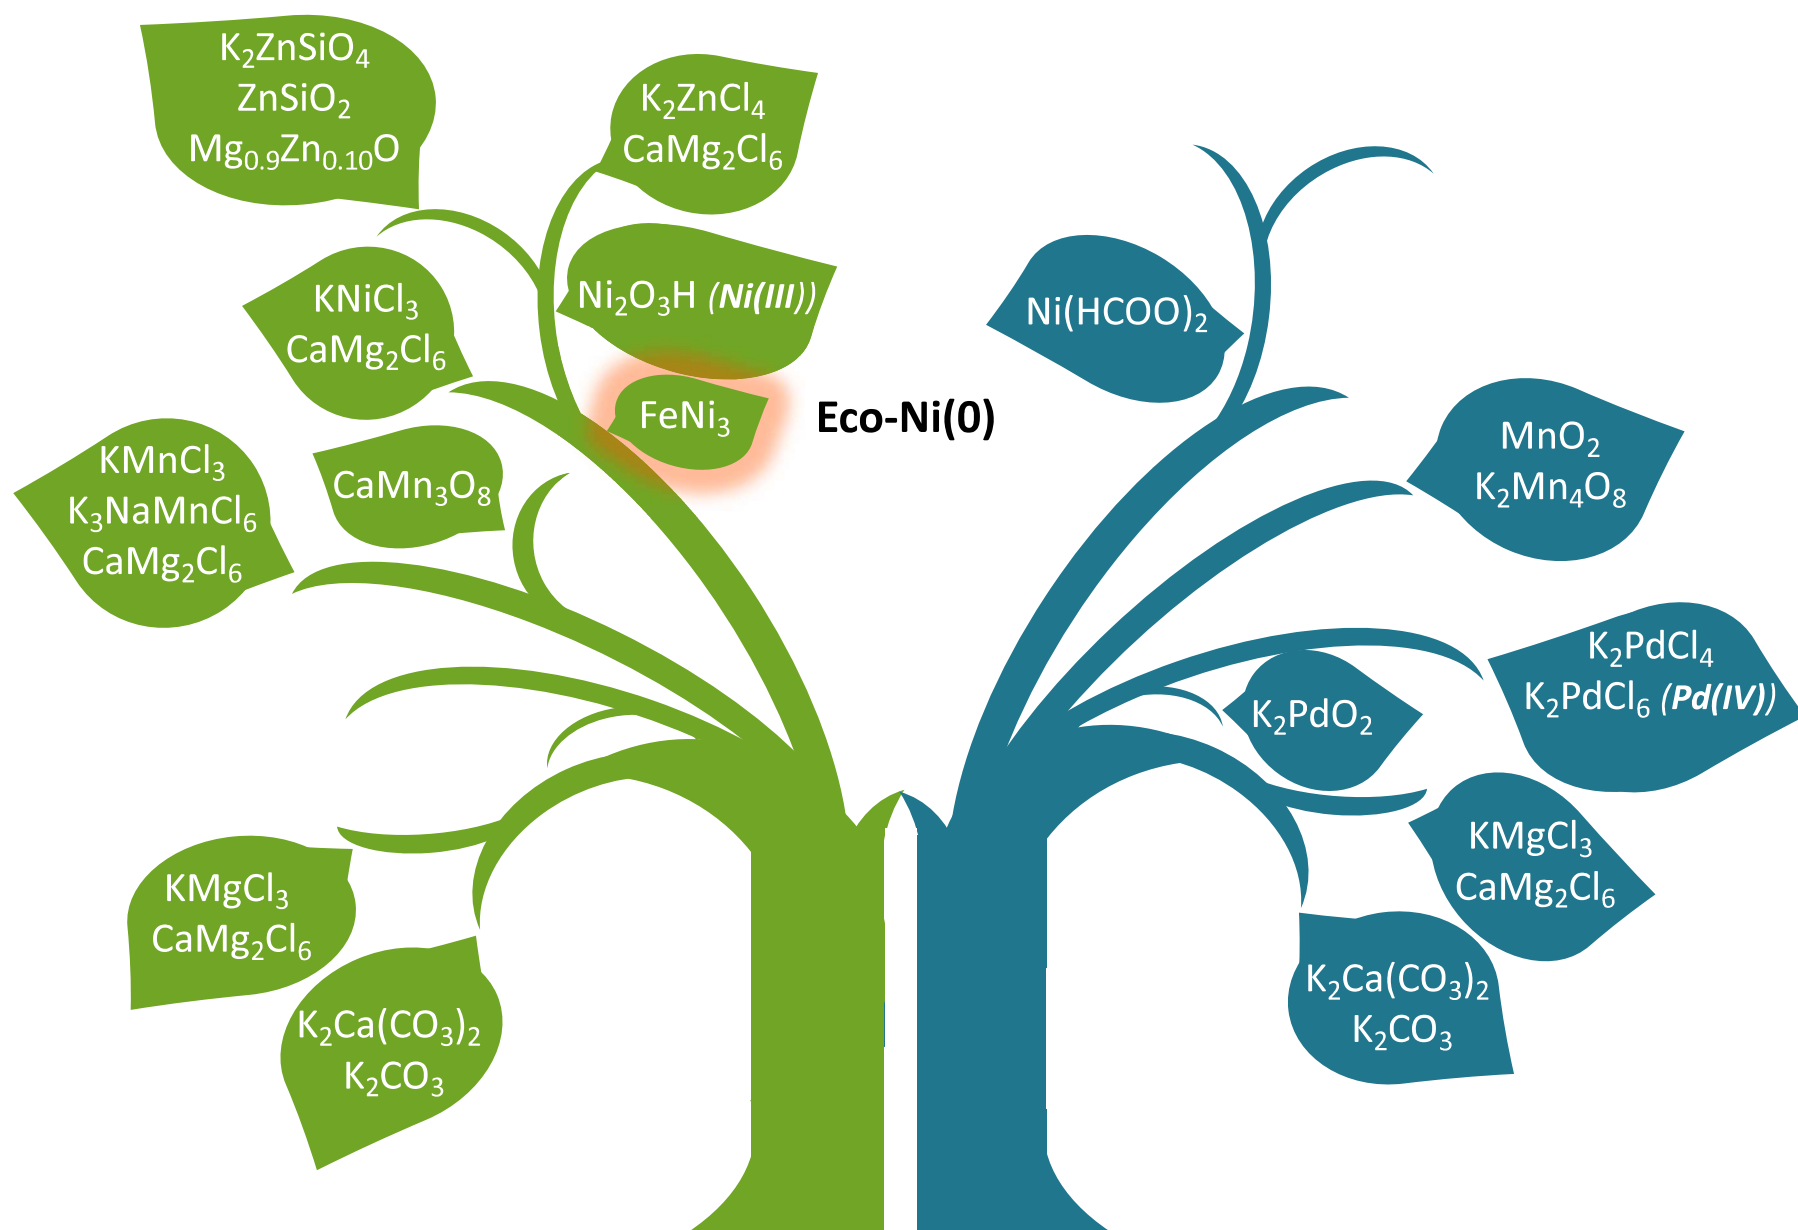 K₂ZnSiO₄
ZnSiO₂
Mg₀.₉Zn₀.₁₀O
K₂ZnCl₄
CaMg₂Cl₆
Ni₂O₃H (Ni(III))
KNiCl₃
CaMg₂Cl₆
FeNi₃
Eco-Ni(0)
KMnCl₃
K₃NaMnCl₆
CaMg₂Cl₆
CaMn₃O₈
KMgCl₃
CaMg₂Cl₆
K₂Ca(CO₃)₂
K₂CO₃
Ni(HCOO)₂
MnO₂
K₂Mn₄O₈
K₂PdCl₄
K₂PdCl₆ (Pd(IV))
K₂PdO₂
KMgCl₃
CaMg₂Cl₆
K₂Ca(CO₃)₂
K₂CO₃